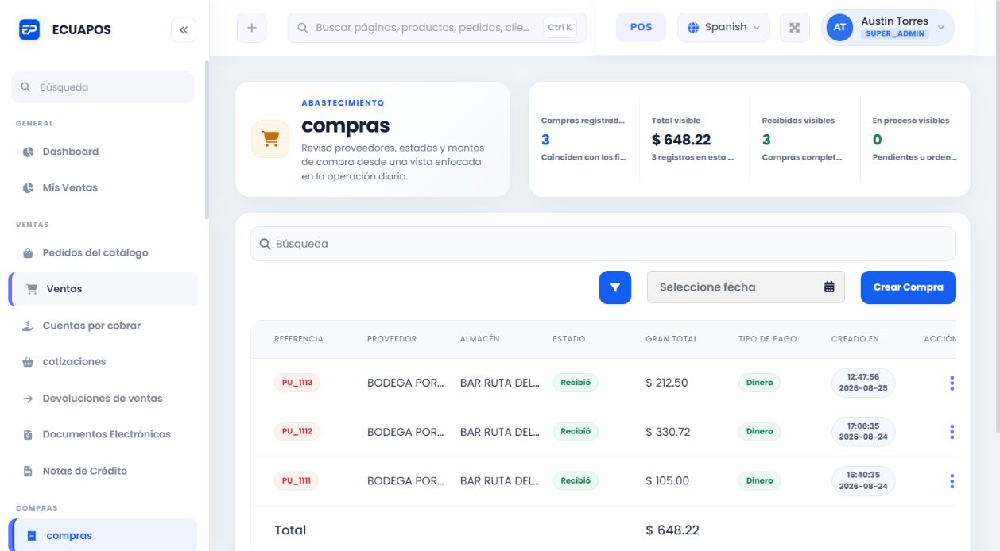 ECUAPOS
Buscar páginas, productos, pedidos, clie...
Ctrl K
POS
Spanish
AT
Austin Torres
SUPER_ADMIN
Búsqueda
GENERAL
Dashboard
Mis Ventas
VENTAS
Pedidos del catálogo
Ventas
Cuentas por cobrar
cotizaciones
Devoluciones de ventas
Documentos Electrónicos
Notas de Crédito
COMPRAS
compras
ABASTECIMIENTO
compras
Revisa proveedores, estados y montos
de compra desde una vista enfocada
en la operación diaria.
Compras registrad...
3
Coinciden con los fi...
Total visible
$ 648.22
3 registros en esta ...
Recibidas visibles
3
Compras complet...
En proceso visibles
0
Pendientes u orden...
Búsqueda
Seleccione fecha
Crear Compra
REFERENCIA PROVEEDOR ALMACÉN ESTADO GRAN TOTAL TIPO DE PAGO CREADO EN ACCIÓN
PU_1113 BODEGA POR... BAR RUTA DEL... Recibió $ 212.50 Dinero 12:47:56
2026-08-25
PU_1112 BODEGA POR... BAR RUTA DEL... Recibió $ 330.72 Dinero 17:06:35
2026-08-24
PU_1111 BODEGA POR... BAR RUTA DEL... Recibió $ 105.00 Dinero 16:40:35
2026-08-24
Total $ 648.22